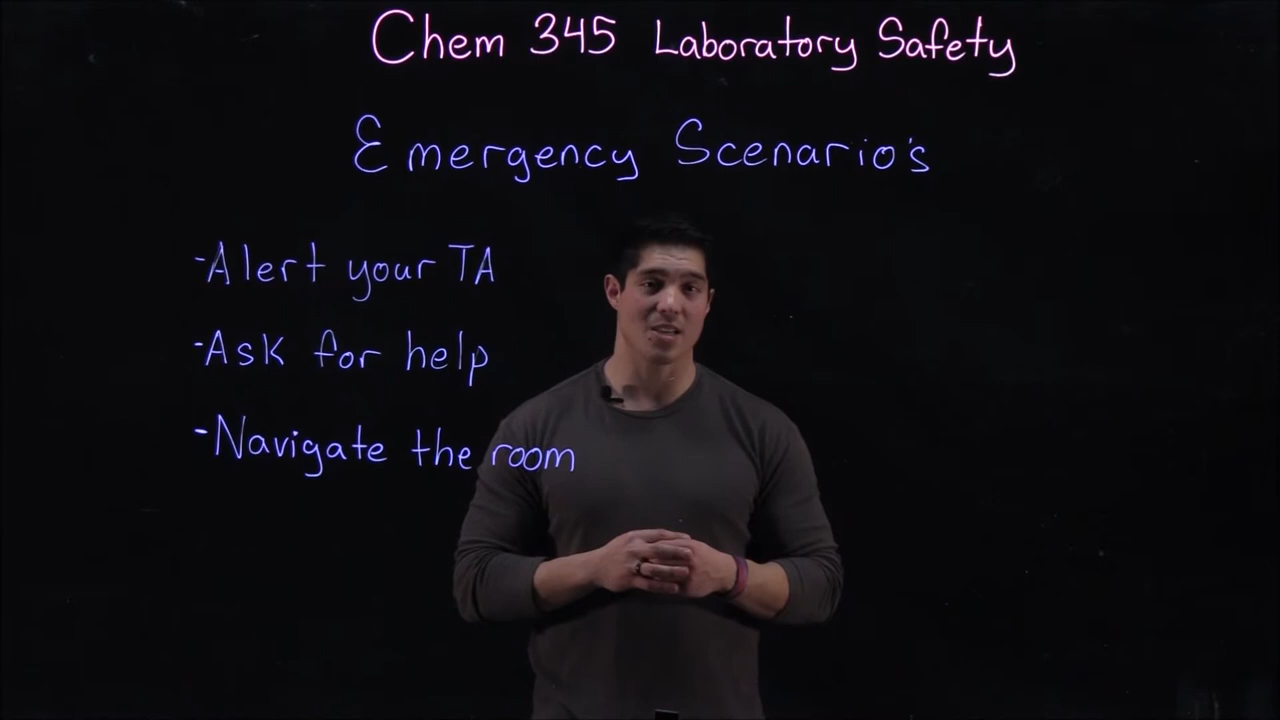 Chem 345 Laboratory Safety
Emergency Scenario's
-Alert your TA
-Ask for help
-Navigate the room